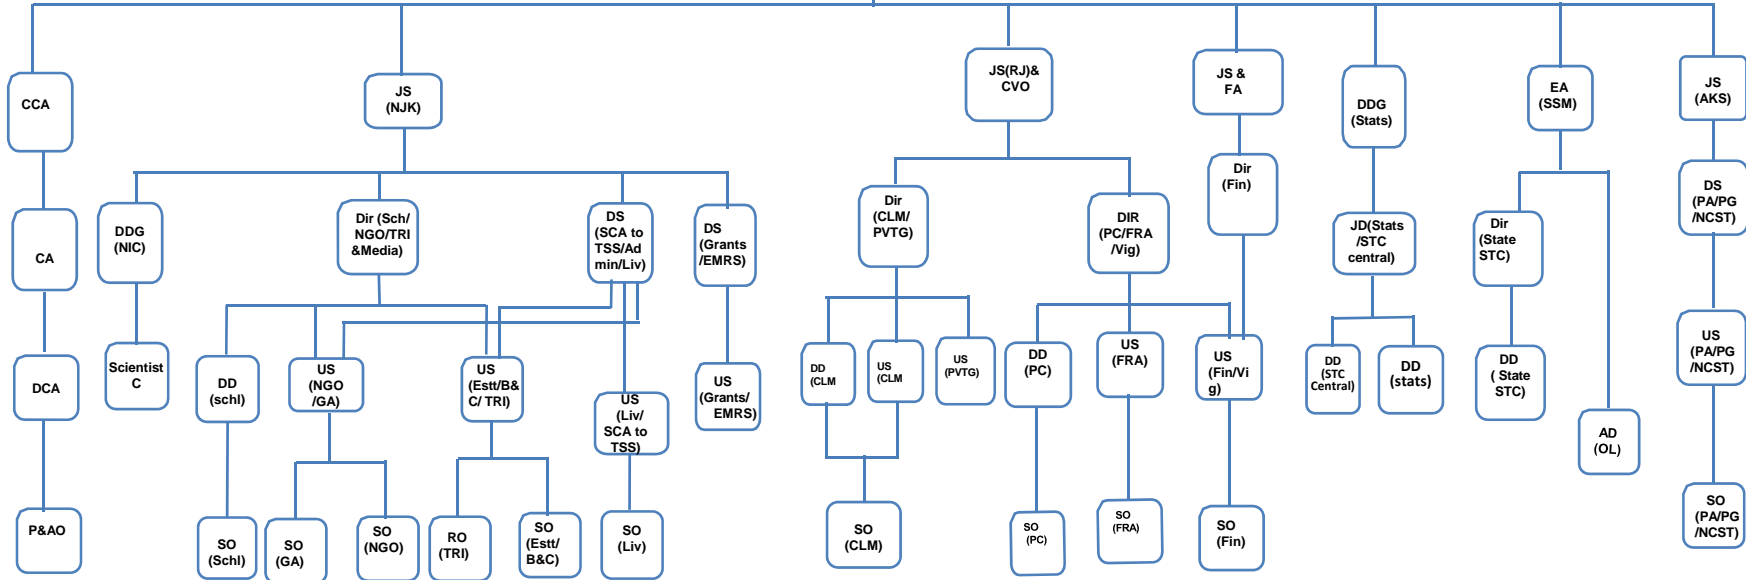 CCA
JS
(NJK)
JS(RJ)&
CVO
JS &
FA
DDG
(Stats)
EA
(SSM)
JS
(AKS)
CA
DDG
(NIC)
Dir (Sch/
NGO/TRI
&Media)
DS
(SCA to
TSS/Ad
min/Liv)
DS
(Grants
/EMRS)
Dir
(CLM/
PVTG)
DIR
(PC/FRA
/Vig)
Dir
(Fin)
JD(Stats
/STC
central)
Dir
(State
STC)
DS
(PA/PG
/NCST)
DCA
Scientist
C
DD
(schl)
US
(NGO
/GA)
US
(Estt/B&
C/ TRI)
US
(Liv/
SCA to
TSS)
US
(Grants/
EMRS)
DD
(CLM
US
(CLM
US
(PVTG)
DD
(PC)
US
(FRA)
US
(Fin/Vi
g)
DD
(STC
Central)
DD
(stats)
DD
( State
STC)
AD
(OL)
US
(PA/PG
/NCST)
P&AO
SO
(Schl)
SO
(GA)
SO
(NGO)
RO
(TRI)
SO
(Estt/
B&C)
SO
(Liv)
SO
(CLM)
SO
(PC)
SO
(FRA)
SO
(Fin)
SO
(PA/PG
/NCST)